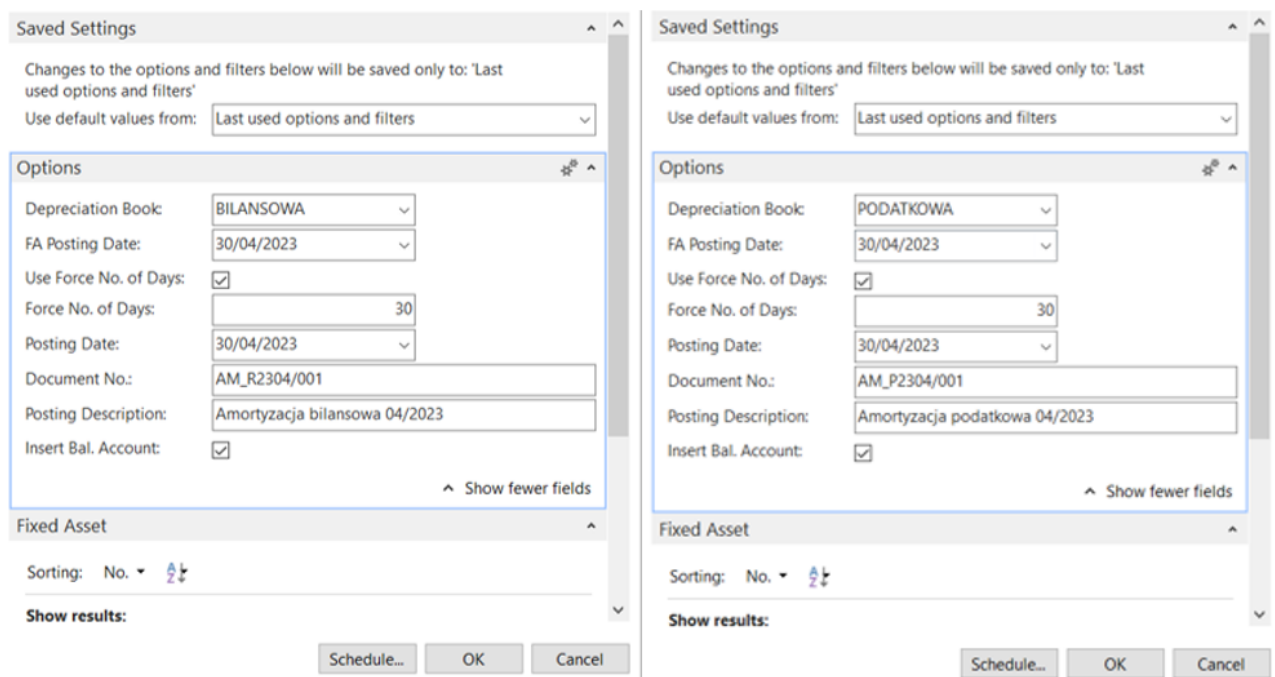 Saved Settings
Changes to the options and filters below will be saved only to: 'Last
used options and filters'
Use default values from: Last used options and filters
Options
Depreciation Book: BILANSOWA
FA Posting Date: 30/04/2023
Use Force No. of Days:
Force No. of Days: 30
Posting Date: 30/04/2023
Document No.: AM_R2304/001
Posting Description: Amortyzacja bilansowa 04/2023
Insert Bal. Account:
Show fewer fields
Fixed Asset
Sorting: No. AZ
Show results:
Schedule... OK Cancel
Saved Settings
Changes to the options and filters below will be saved only to: 'Last
used options and filters'
Use default values from: Last used options and filters
Options
Depreciation Book: PODATKOWA
FA Posting Date: 30/04/2023
Use Force No. of Days:
Force No. of Days: 30
Posting Date: 30/04/2023
Document No.: AM_P2304/001
Posting Description: Amortyzacja podatkowa 04/2023
Insert Bal. Account:
Show fewer fields
Fixed Asset
Sorting: No. AZ
Show results:
Schedule... OK Cancel